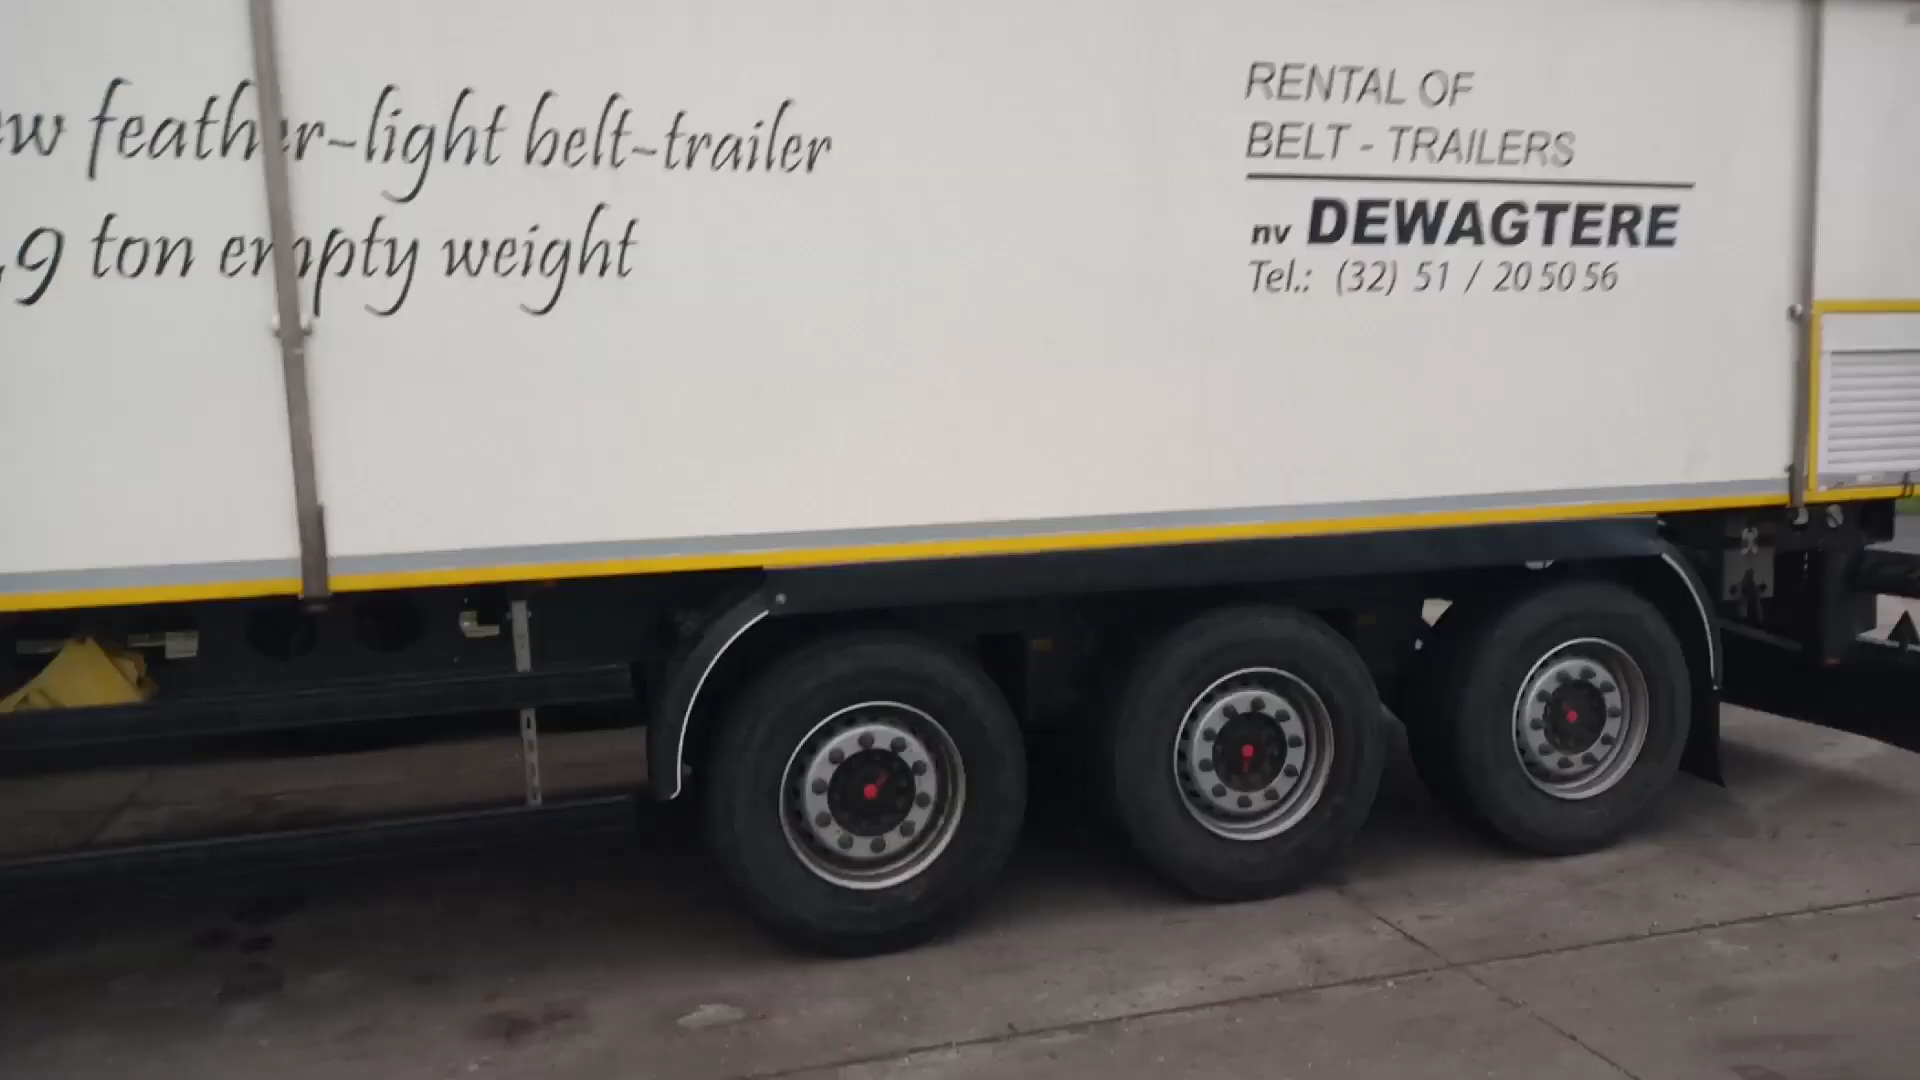 feather-light belt-trailer
9 ton empty weight
RENTAL OF
BELT - TRAILERS
nv DEWAGTERE
Tel.: (32) 51 / 20 50 56